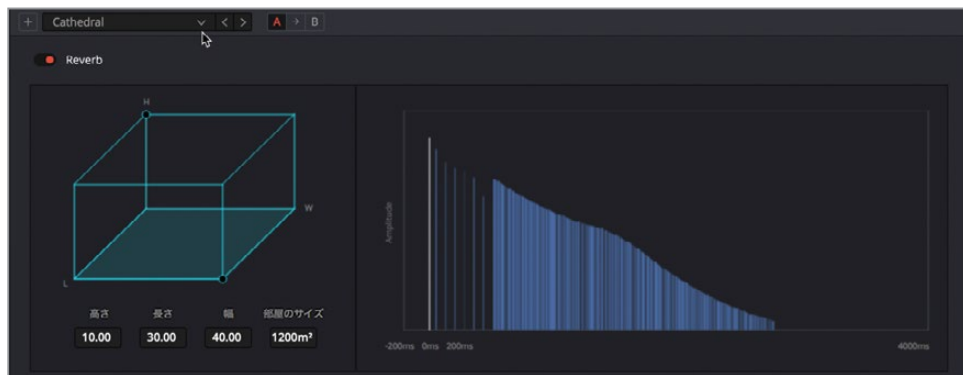 + Cathedral < > A → B
Reverb
H
W
L
高さ 長さ 幅 部屋のサイズ
10.00 30.00 40.00 1200m²
Amplitude
-200ms 0ms 200ms 4000ms